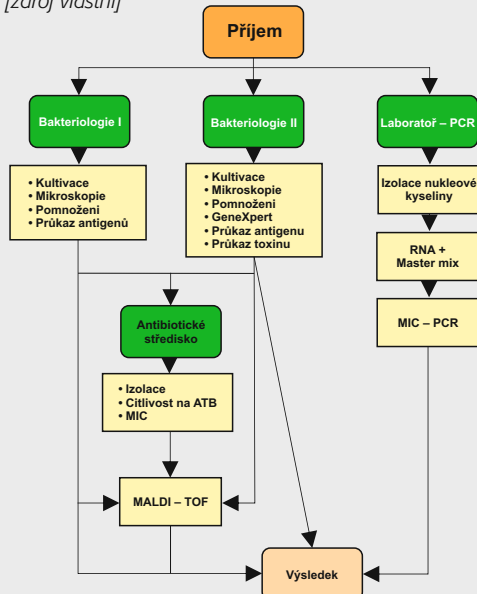 [zdroj vlastní]
Příjem
Bakteriologie I
Bakteriologie II
Laboratoř – PCR
• Kultivace
• Mikroskopie
• Pomnožení
• Průkaz antigenů
• Kultivace
• Mikroskopie
• Pomnožení
• GeneXpert
• Průkaz antigenu
• Průkaz toxinu
Izolace nukleové
kyseliny
RNA +
Master mix
MIC – PCR
Antibiotické
středisko
• Izolace
• Citlivost na ATB
• MIC
MALDI – TOF
Výsledek